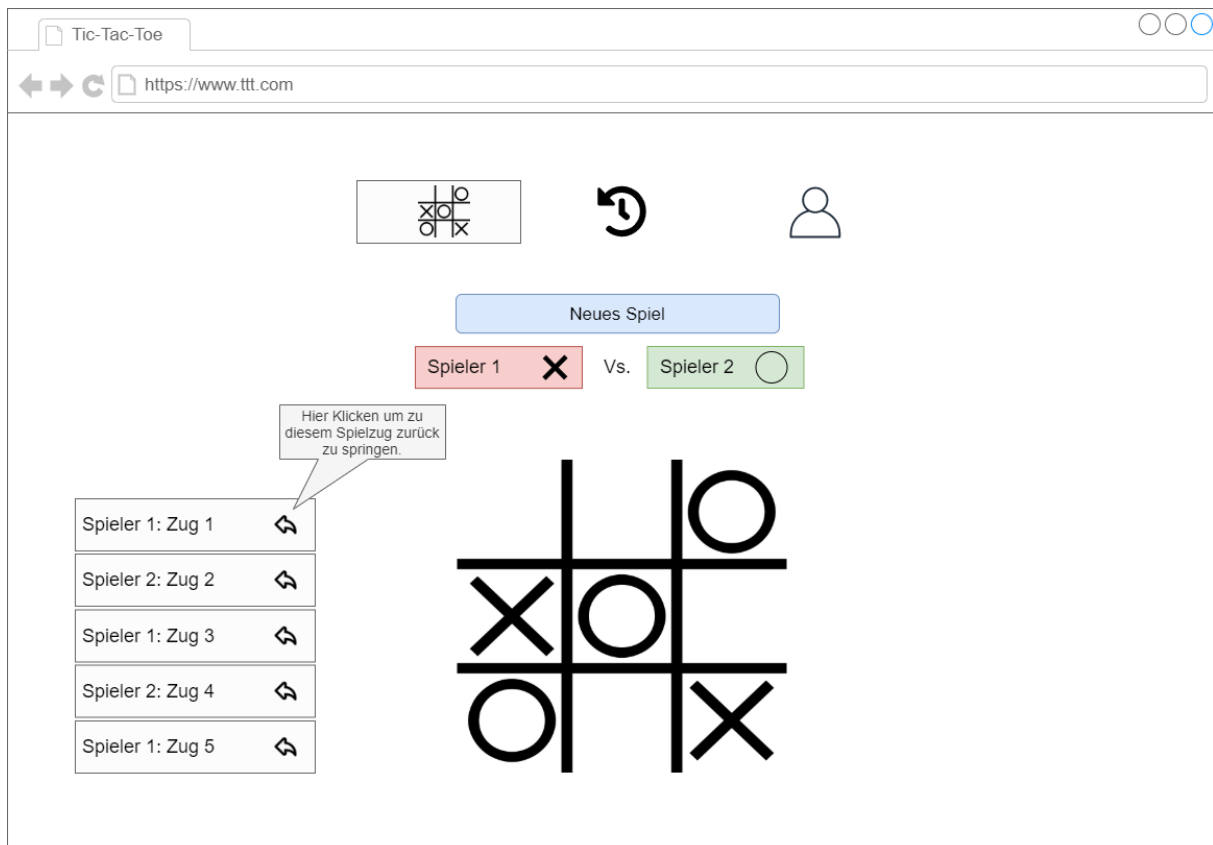 Tic-Tac-Toe
https://www.ttt.com
Neues Spiel
Spieler 1
Vs.
Spieler 2
Hier Klicken um zu
diesem Spielzug zurück
zu springen.
Spieler 1: Zug 1
Spieler 2: Zug 2
Spieler 1: Zug 3
Spieler 2: Zug 4
Spieler 1: Zug 5